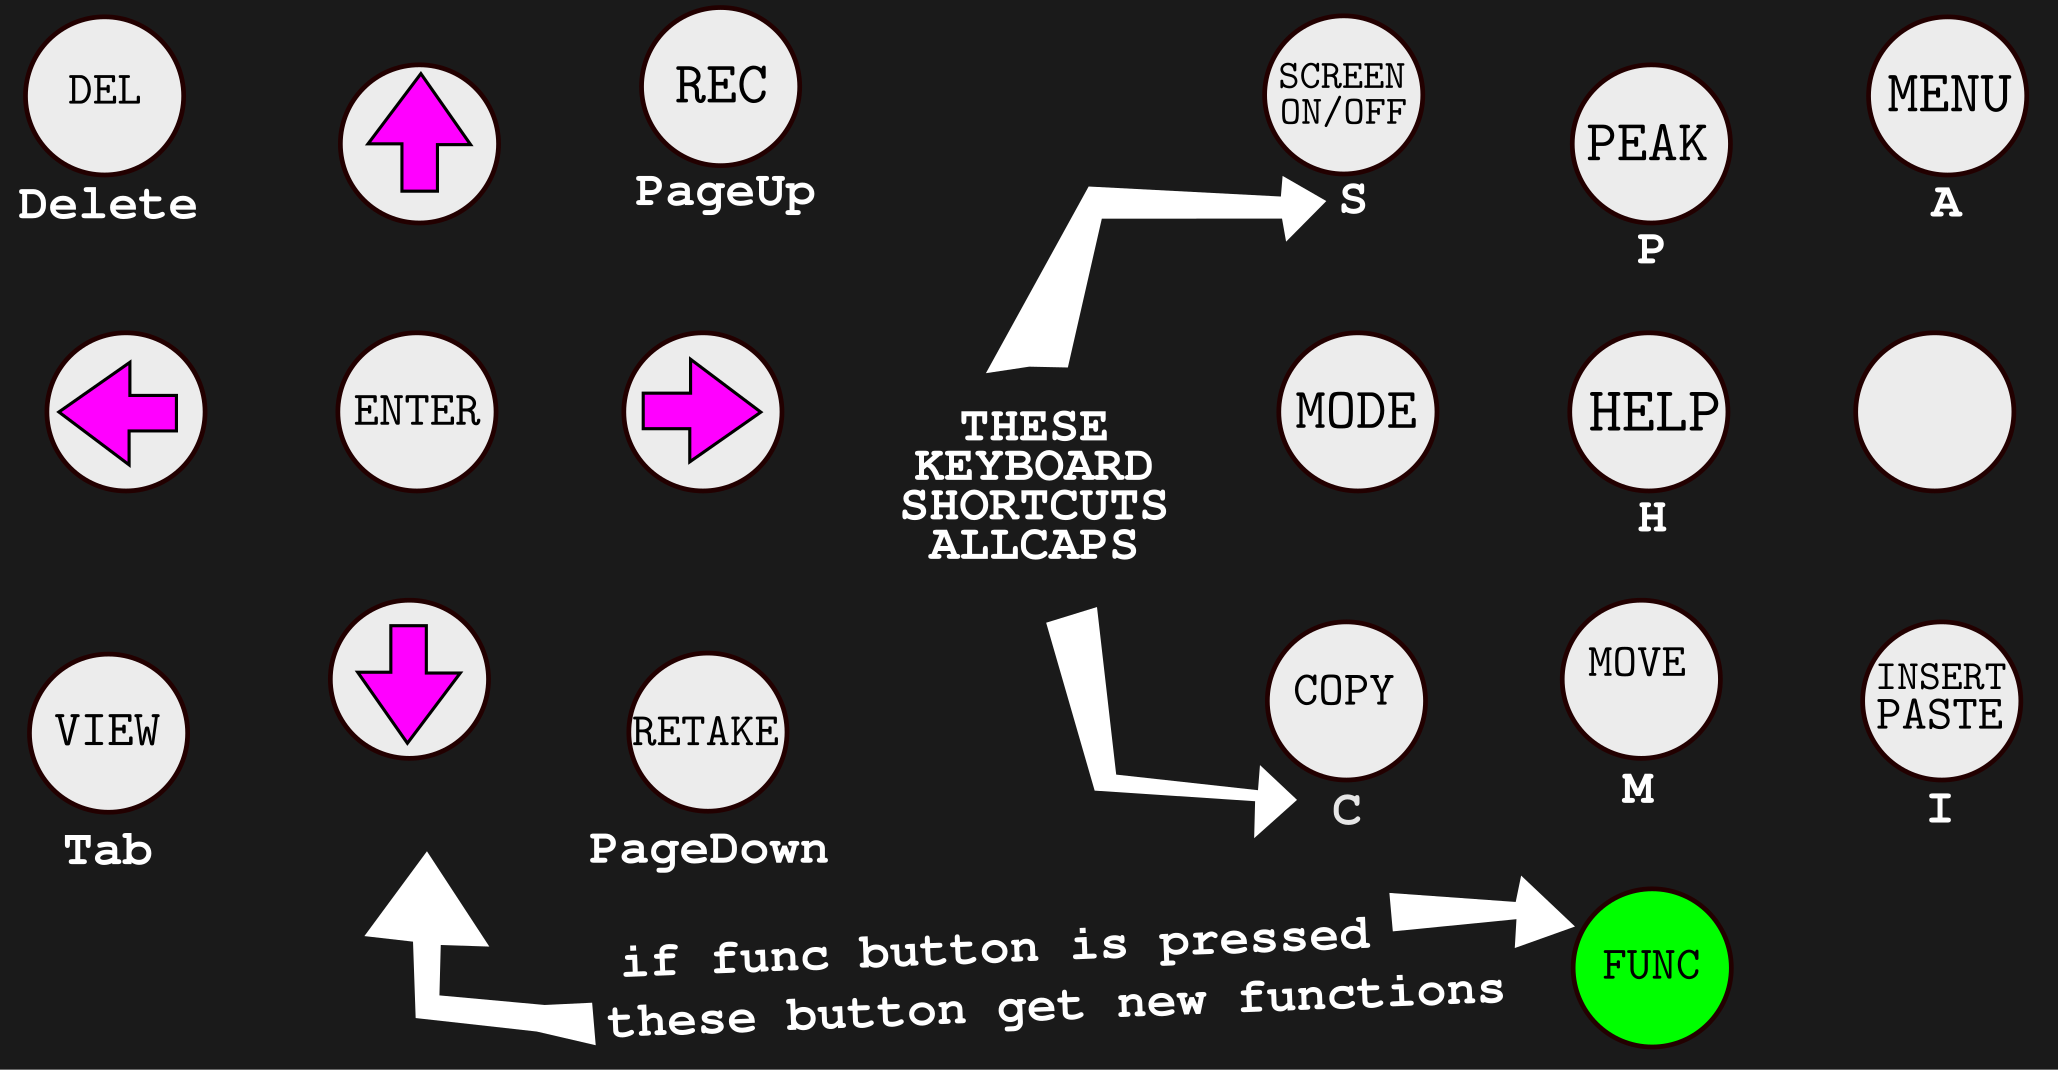 DEL
REC
SCREEN
ON/OFF
PEAK
MENU
Delete
PageUp
S
P
A
ENTER
MODE
HELP
THESE
KEYBOARD
SHORTCUTS
ALLCAPS
H
VIEW
RETAKE
COPY
MOVE
INSERT
PASTE
Tab
PageDown
C
M
I
if func button is pressed
these button get new functions
FUNC